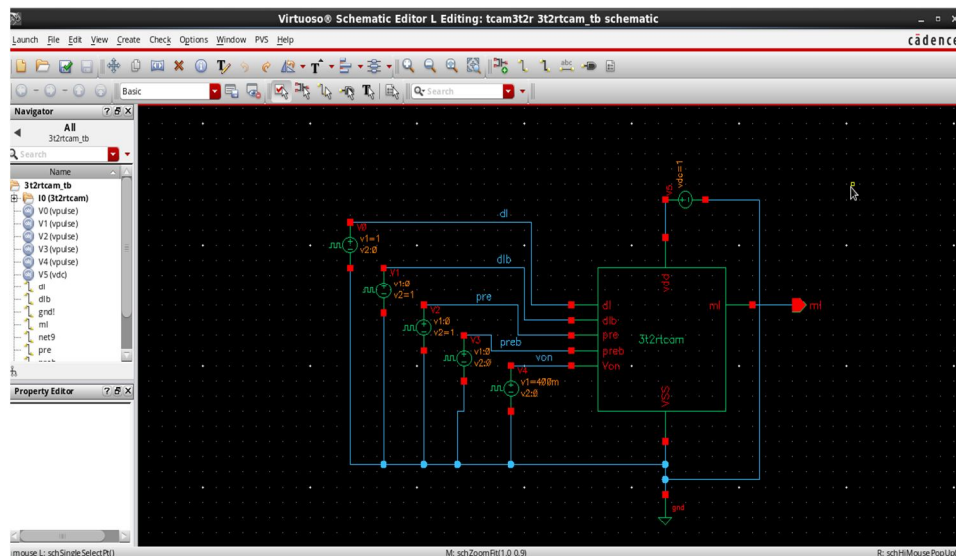 Virtuoso® Schematic Editor L Editing: tcam3t2r 3t2rtcam_tb schematic
Launch File Edit View Create Check Options Window PVS Help
cādence
Basic
Search
Navigator
All
3t2rtcam_tb
Search
Name
3t2rtcam_tb
I0 (3t2rtcam)
V0 (vpulse)
V1 (vpulse)
V2 (vpulse)
V3 (vpulse)
V4 (vpulse)
V5 (vdc)
dl
dlb
gnd!
ml
net9
pre
Property Editor
vdc=1
V5
dl
V0
v1=1
v2:0
dlb
V1
v1:0
v2=1
pre
V2
v1:0
v2=1
preb
V3
v1:0
v2:0
von
V4
v1=400m
v2:0
vdd
dl
dlb
pre
preb
Von
3t2rtcam
ml
ml
VSS
gnd
mouse L: schSingleSelectPt()
M: schZoomFit(1.0 0.9)
R: schHiMousePopUp(